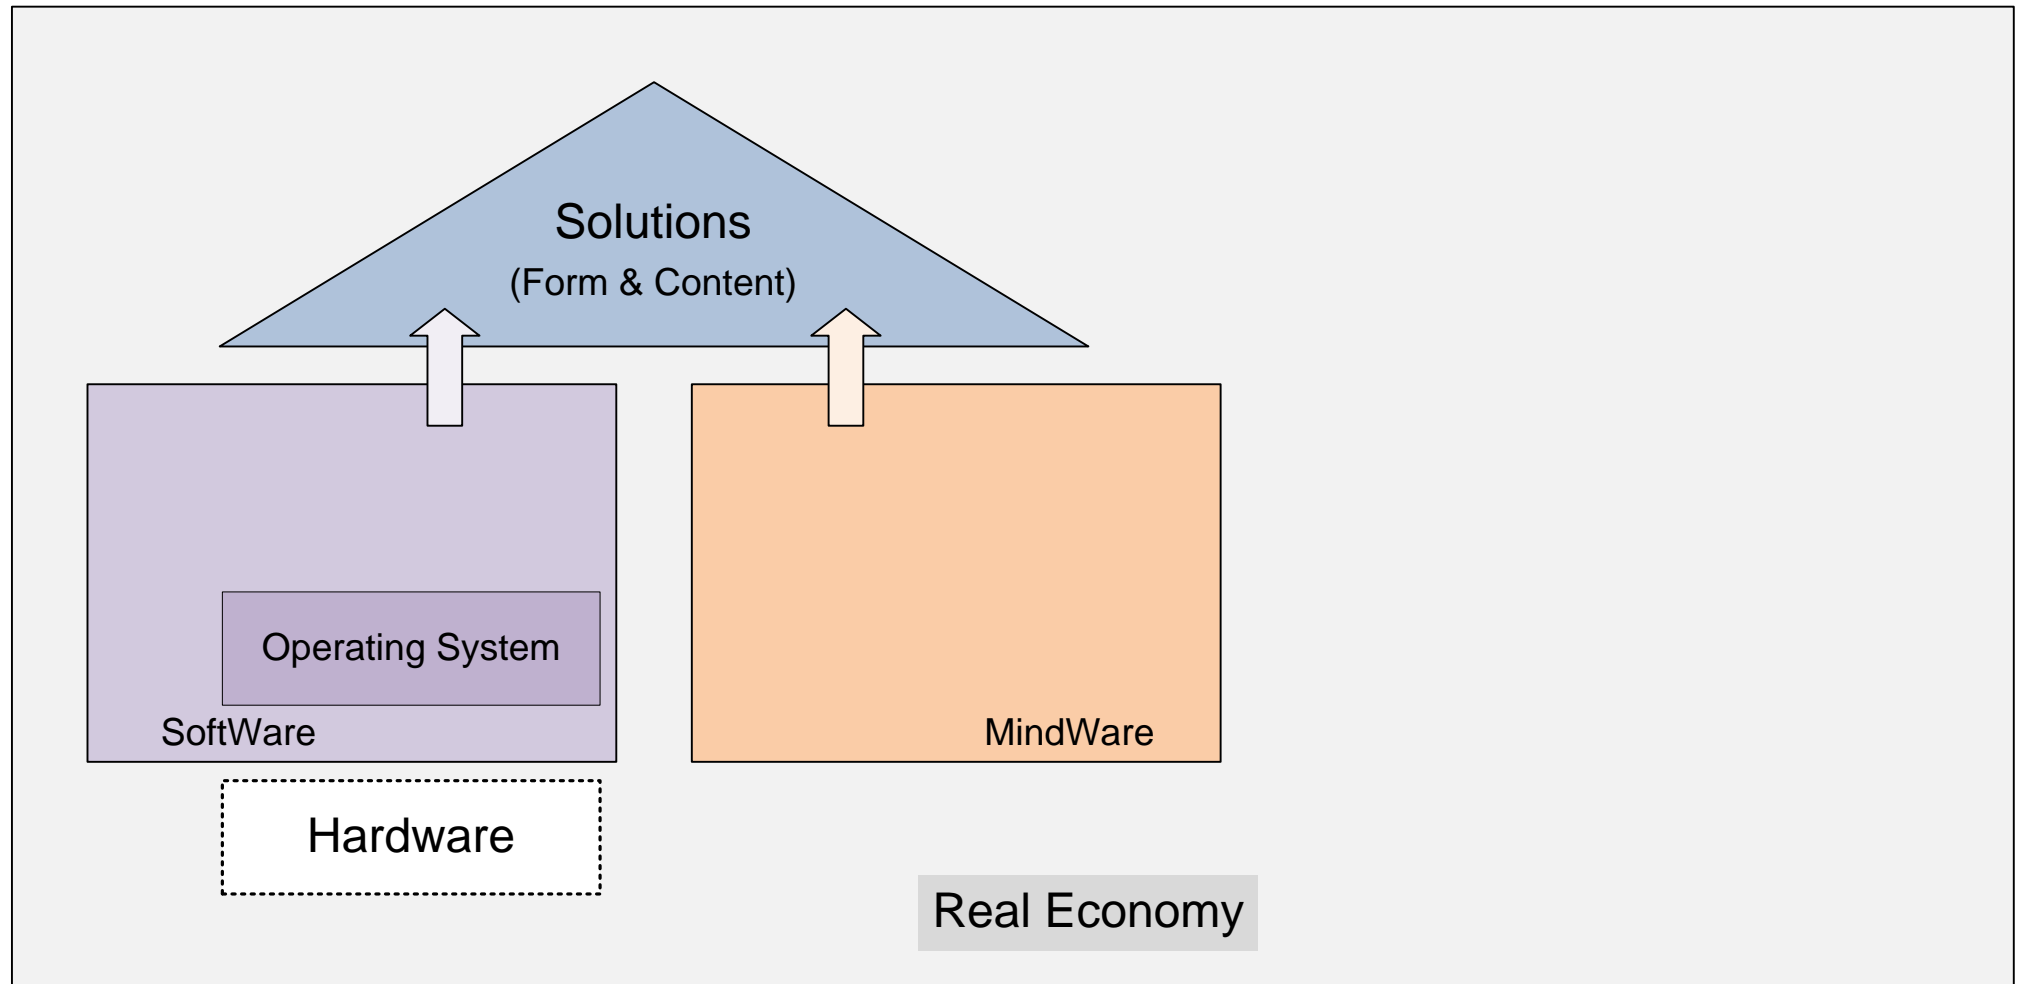 Solutions
(Form & Content)
Operating System
SoftWare
MindWare
Hardware
Real Economy